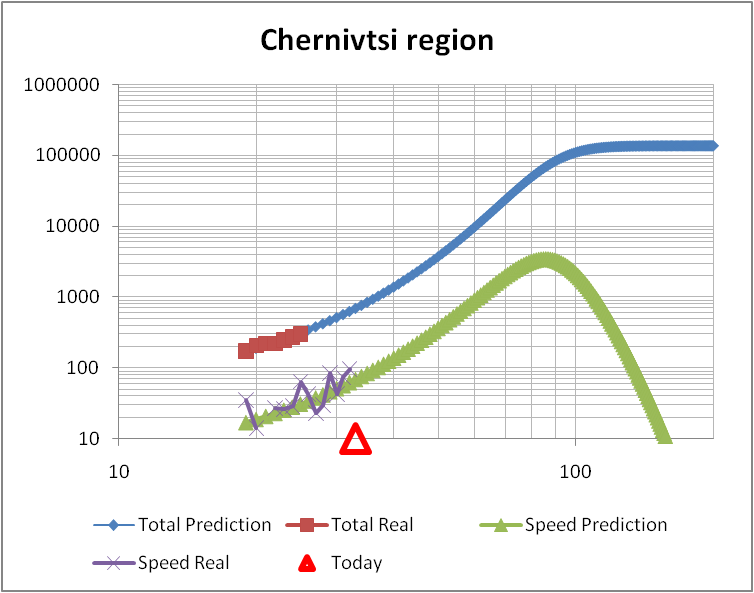 Chernivtsi region
1000000
100000
10000
1000
100
10
10 100
Total Prediction Total Real Speed Prediction
Speed Real Today